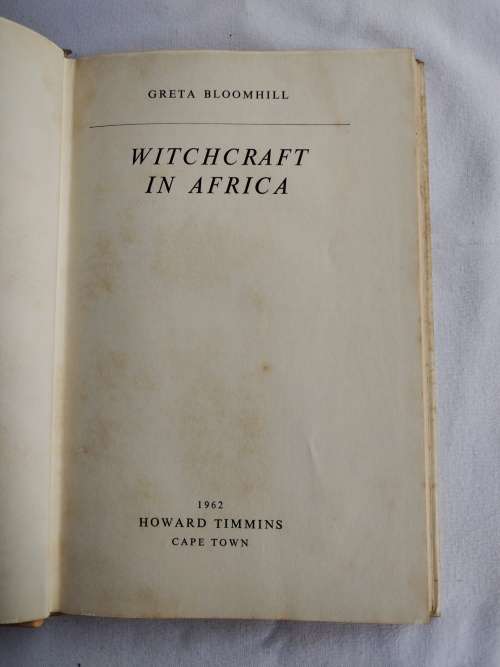 GRETA BLOOMHILL
WITCHCRAFT
IN AFRICA
1962
HOWARD TIMMINS
CAPE TOWN